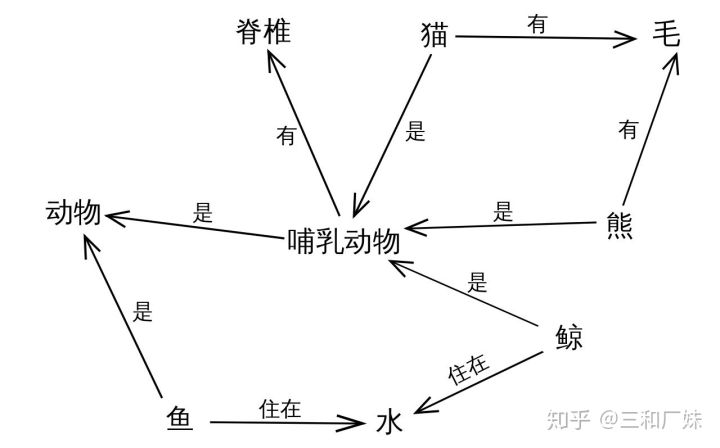 脊椎
猫
有
毛
有
是
有
动物
是
哺乳动物
是
熊
是
是
鲸
住在
鱼
住在
水
知乎 @三和厂妹